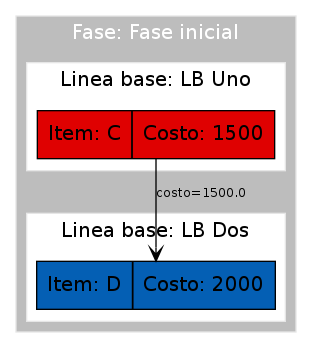 Fase: Fase inicial
Linea base: LB Uno
Item: C Costo: 1500
costo=1500.0
Linea base: LB Dos
Item: D Costo: 2000